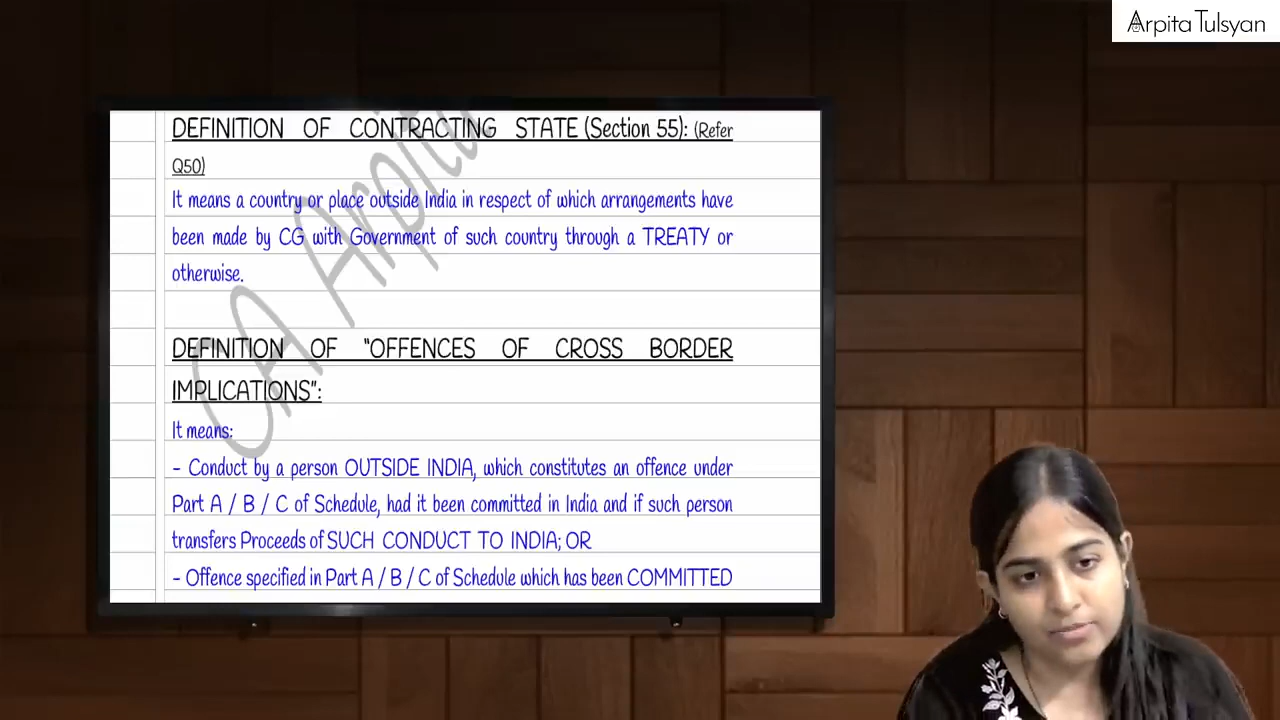 Arpita Tulsyan
DEFINITION OF CONTRACTING STATE (Section 55): (Refer
Q50)
It means a country or place outside India in respect of which arrangements have
been made by CG with Government of such country through a TREATY or
otherwise.
DEFINITION OF "OFFENCES OF CROSS BORDER
IMPLICATIONS":
It means:
- Conduct by a person OUTSIDE INDIA, which constitutes an offence under
Part A / B / C of Schedule, had it been committed in India and if such person
transfers Proceeds of SUCH CONDUCT TO INDIA; OR
- Offence specified in Part A / B / C of Schedule which has been COMMITTED
CA Arpita